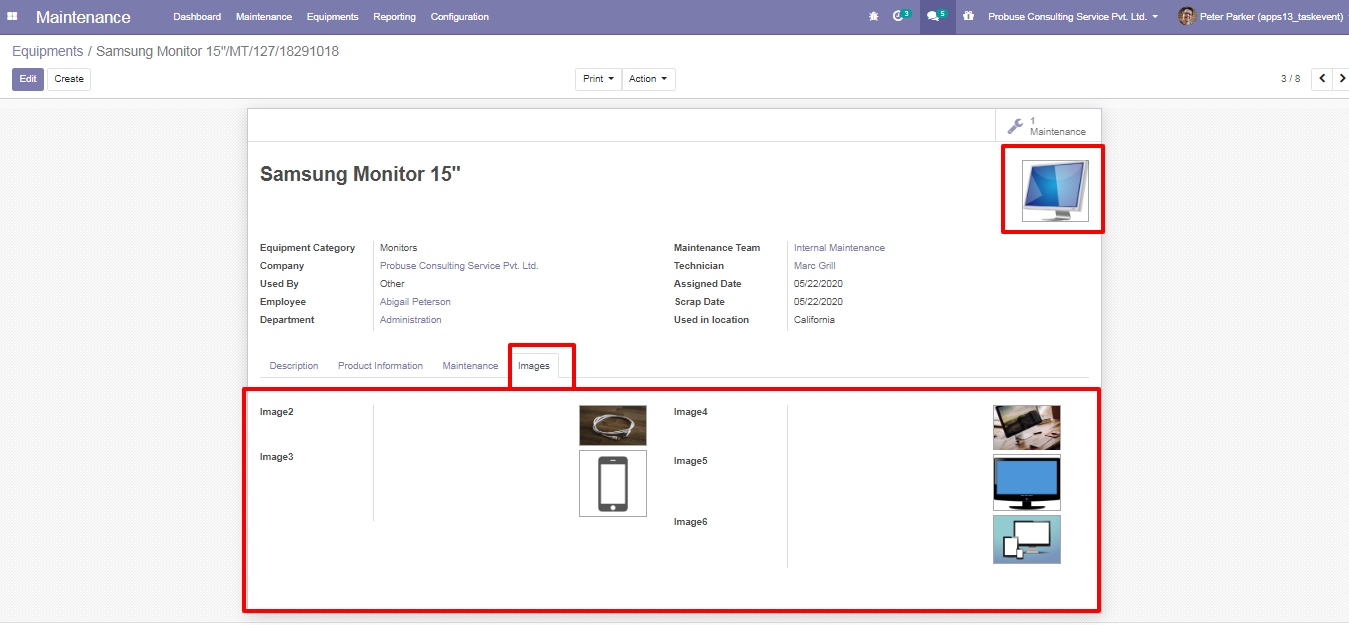 Maintenance Dashboard Maintenance Equipments Reporting Configuration 3 5 Probuse Consulting Service Pvt. Ltd. Peter Parker (apps13_taskevent)
Equipments / Samsung Monitor 15"/MT/127/18291018
Edit Create Print Action 3 / 8
1
Maintenance
Samsung Monitor 15"
Equipment Category Monitors Maintenance Team Internal Maintenance
Company Probuse Consulting Service Pvt. Ltd. Technician Marc Grill
Used By Other Assigned Date 05/22/2020
Employee Abigail Peterson Scrap Date 05/22/2020
Department Administration Used in location California
Description Product Information Maintenance Images
Image2 Image4
Image3 Image5
Image6